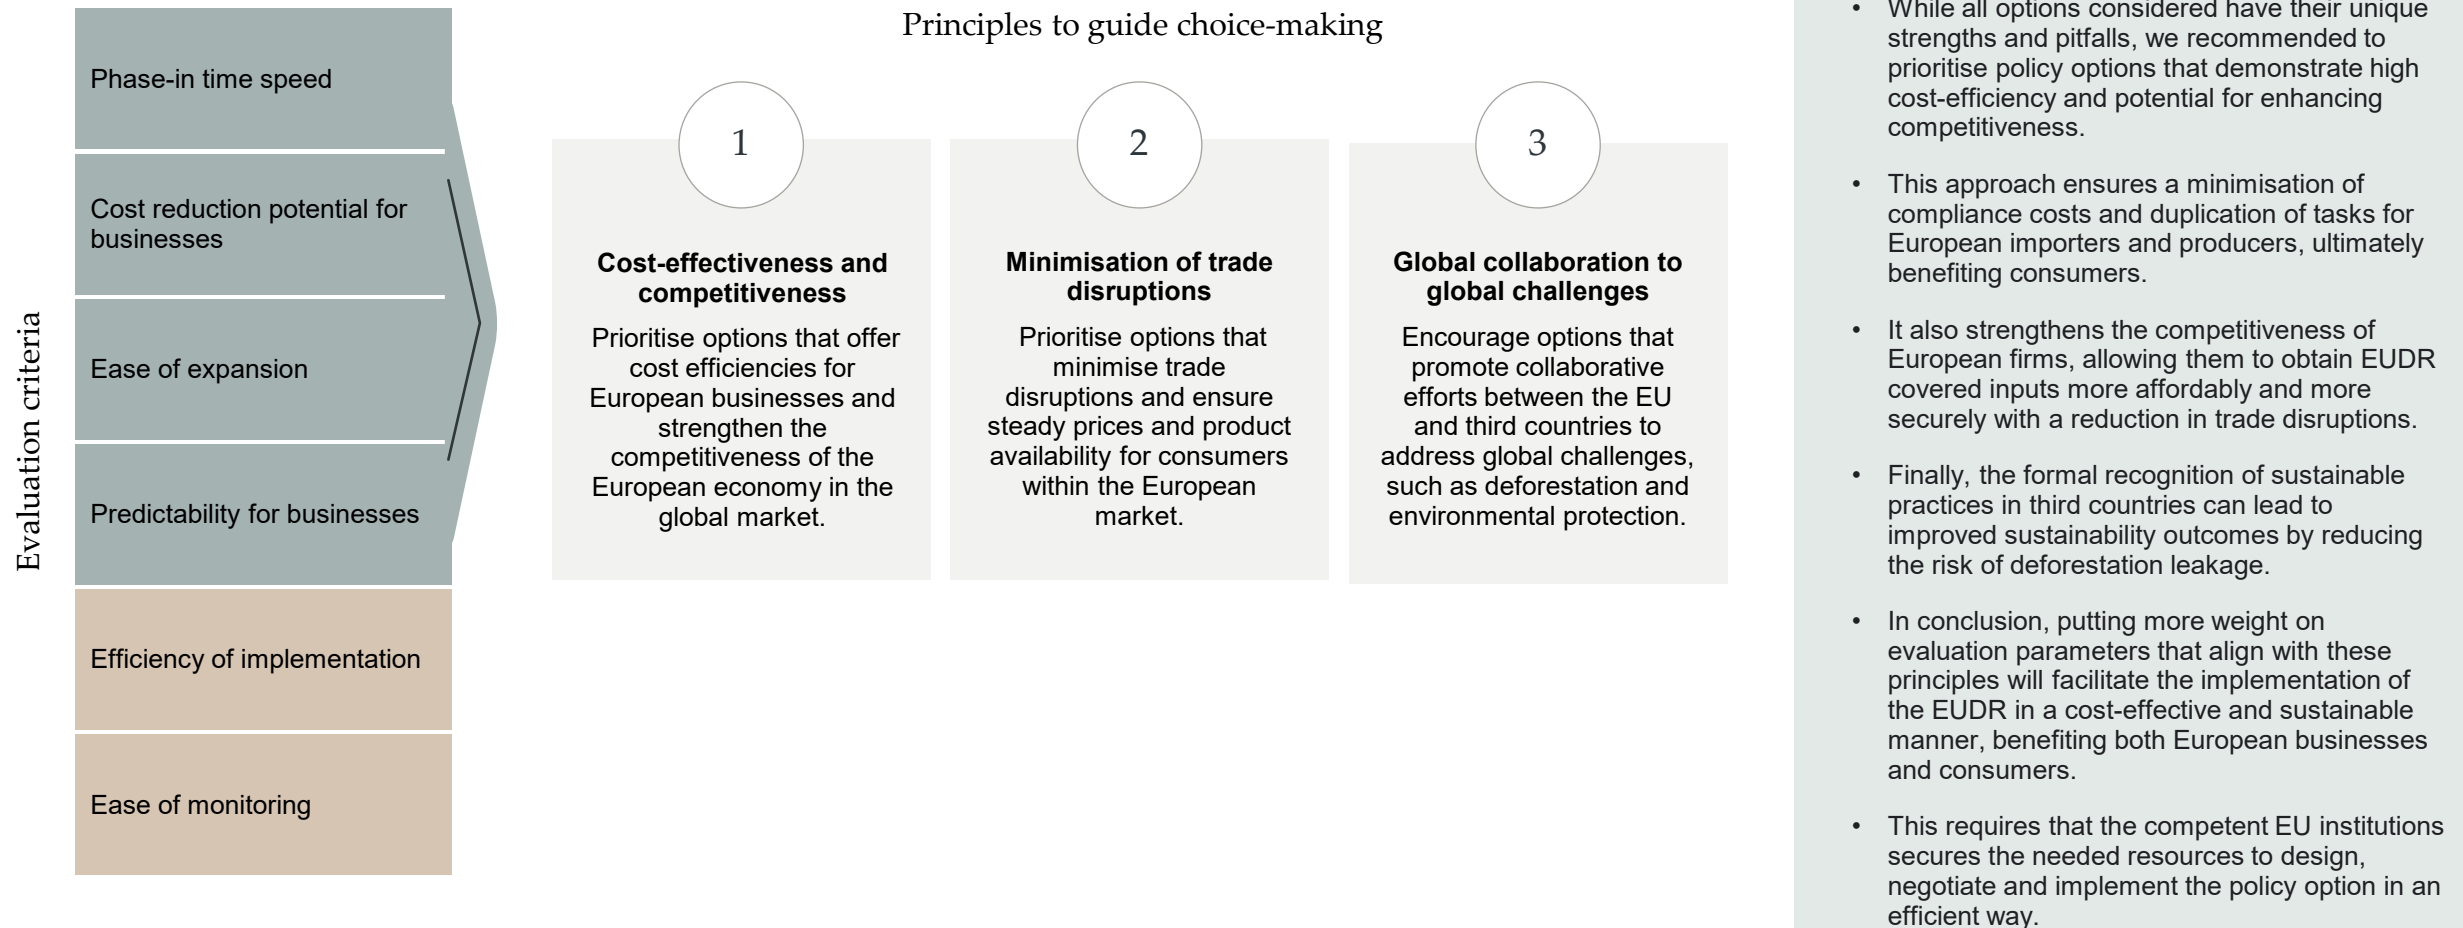 Evaluation criteria
Phase-in time speed
Cost reduction potential for
businesses
Ease of expansion
Predictability for businesses
Efficiency of implementation
Ease of monitoring
Principles to guide choice-making
1
Cost-effectiveness and
competitiveness
Prioritise options that offer
cost efficiencies for
European businesses and
strengthen the
competitiveness of the
European economy in the
global market.
2
Minimisation of trade
disruptions
Prioritise options that
minimise trade
disruptions and ensure
steady prices and product
availability for consumers
within the European
market.
3
Global collaboration to
global challenges
Encourage options that
promote collaborative
efforts between the EU
and third countries to
address global challenges,
such as deforestation and
environmental protection.
• While all options considered have their unique
strengths and pitfalls, we recommended to
prioritise policy options that demonstrate high
cost-efficiency and potential for enhancing
competitiveness.
• This approach ensures a minimisation of
compliance costs and duplication of tasks for
European importers and producers, ultimately
benefiting consumers.
• It also strengthens the competitiveness of
European firms, allowing them to obtain EUDR
covered inputs more affordably and more
securely with a reduction in trade disruptions.
• Finally, the formal recognition of sustainable
practices in third countries can lead to
improved sustainability outcomes by reducing
the risk of deforestation leakage.
• In conclusion, putting more weight on
evaluation parameters that align with these
principles will facilitate the implementation of
the EUDR in a cost-effective and sustainable
manner, benefiting both European businesses
and consumers.
• This requires that the competent EU institutions
secures the needed resources to design,
negotiate and implement the policy option in an
efficient way.